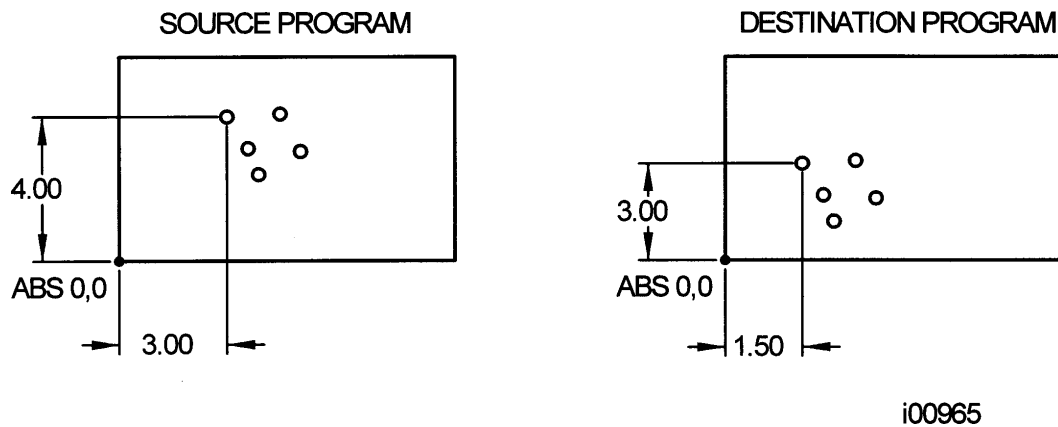 SOURCE PROGRAM
4.00
ABS 0,0
3.00
DESTINATION PROGRAM
3.00
ABS 0,0
1.50
i00965